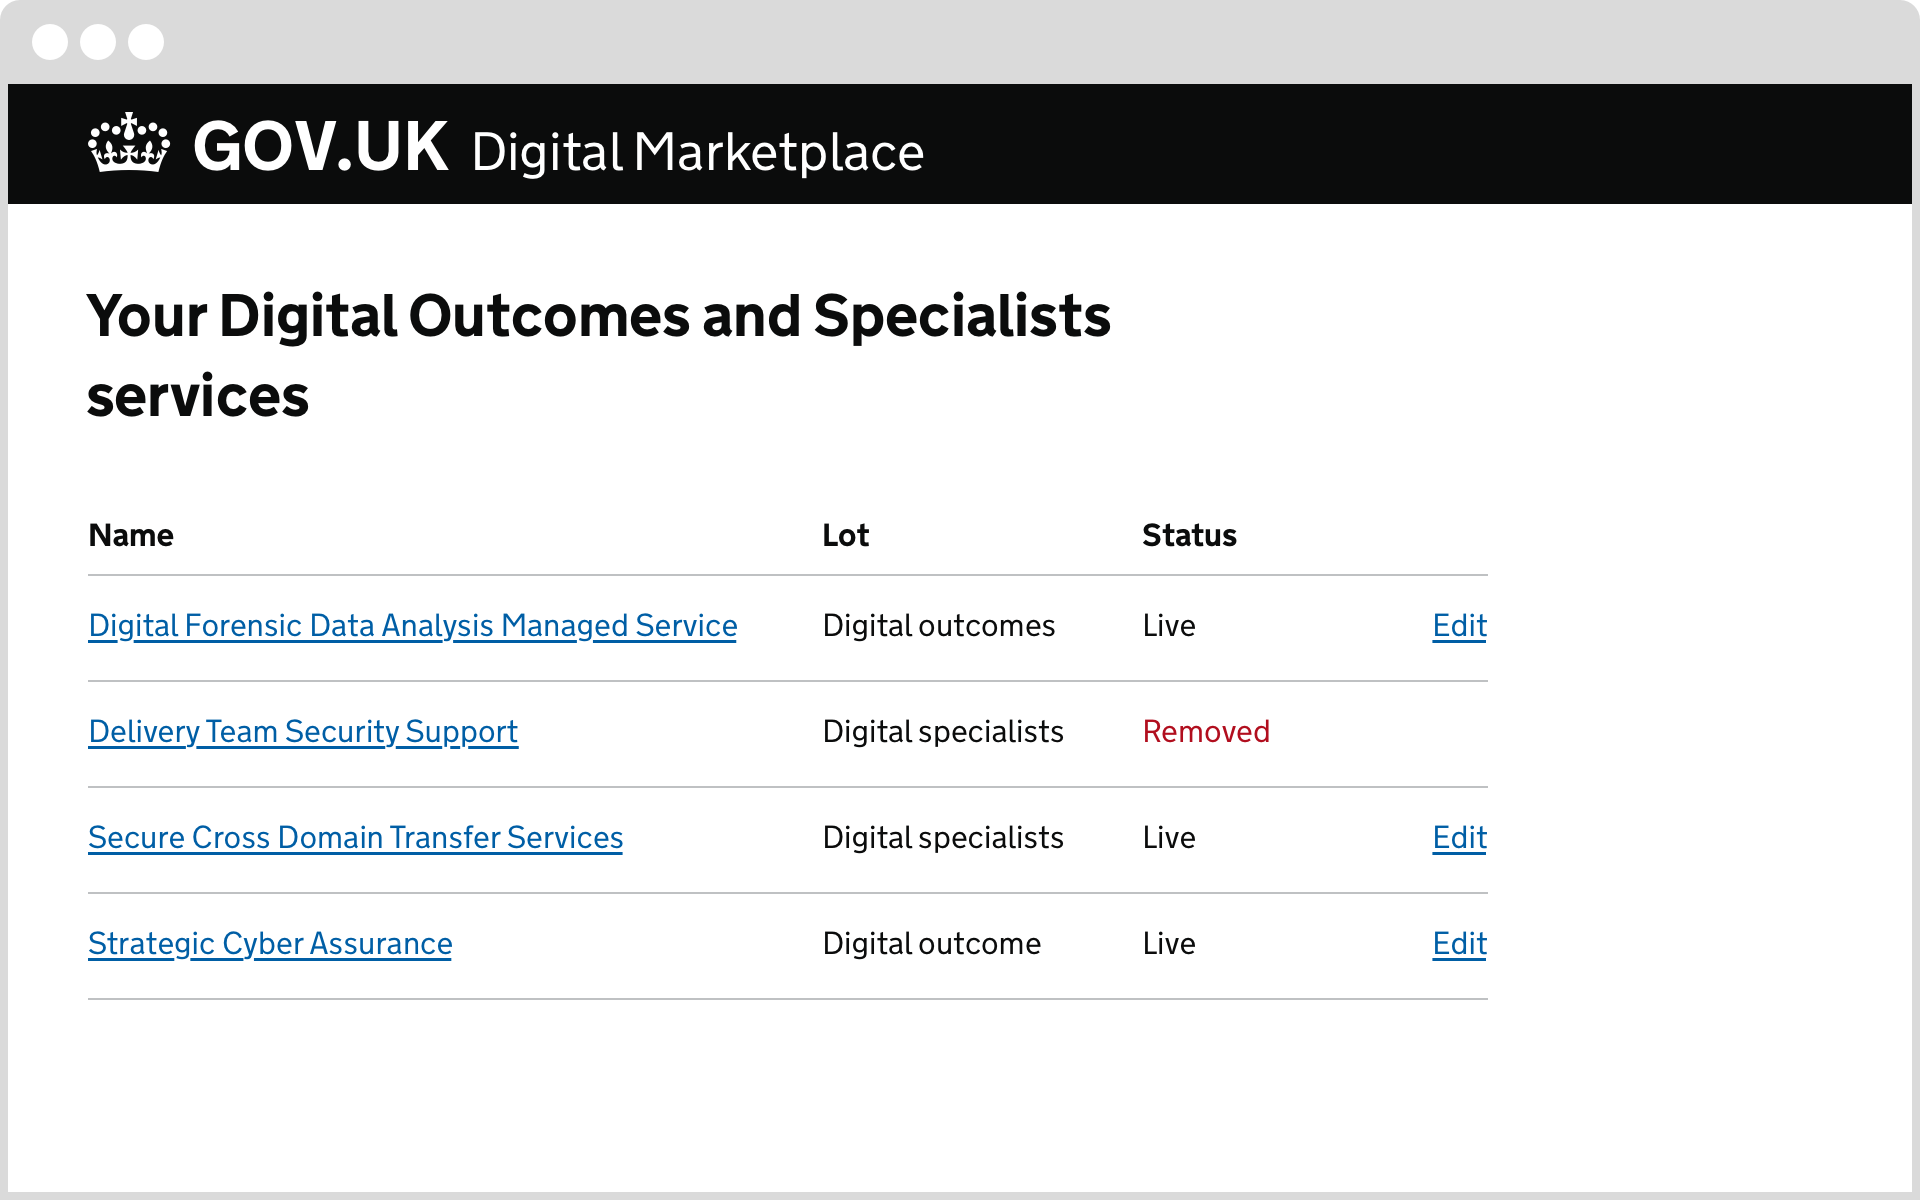 GOV.UK Digital Marketplace
Your Digital Outcomes and Specialists
services
Name Lot Status
Digital Forensic Data Analysis Managed Service Digital outcomes Live Edit
Delivery Team Security Support Digital specialists Removed
Secure Cross Domain Transfer Services Digital specialists Live Edit
Strategic Cyber Assurance Digital outcome Live Edit